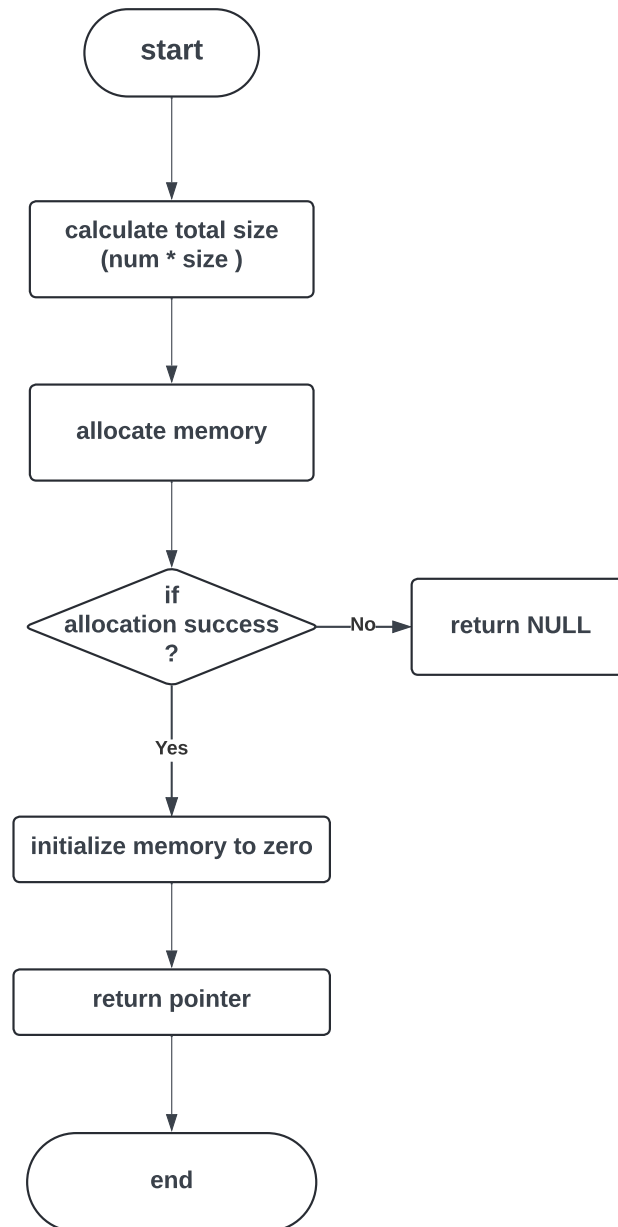 start
calculate total size
(num * size )
allocate memory
if
allocation success
?
No
return NULL
Yes
initialize memory to zero
return pointer
end